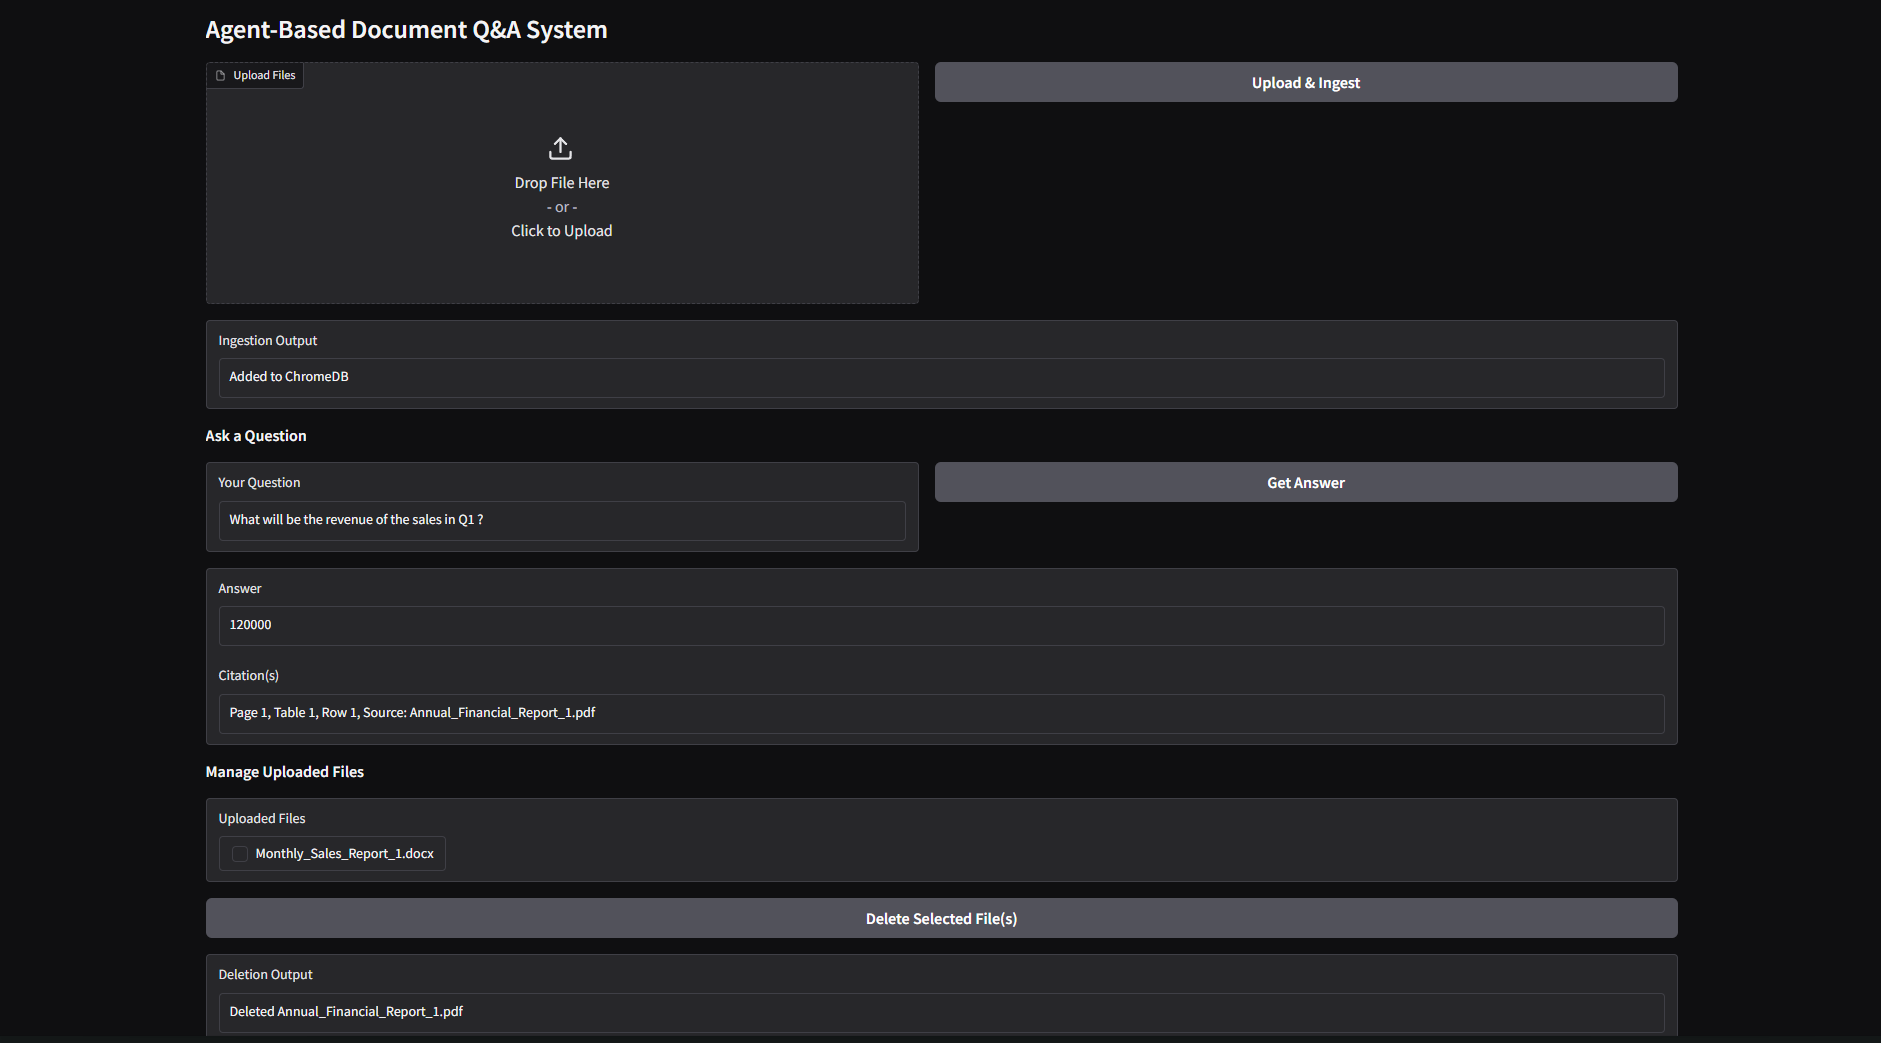 Agent-Based Document Q&A System
Upload Files
Upload & Ingest
Drop File Here
- or -
Click to Upload
Ingestion Output
Added to ChromeDB
Ask a Question
Your Question
What will be the revenue of the sales in Q1 ?
Get Answer
Answer
120000
Citation(s)
Page 1, Table 1, Row 1, Source: Annual_Financial_Report_1.pdf
Manage Uploaded Files
Uploaded Files
Monthly_Sales_Report_1.docx
Delete Selected File(s)
Deletion Output
Deleted Annual_Financial_Report_1.pdf